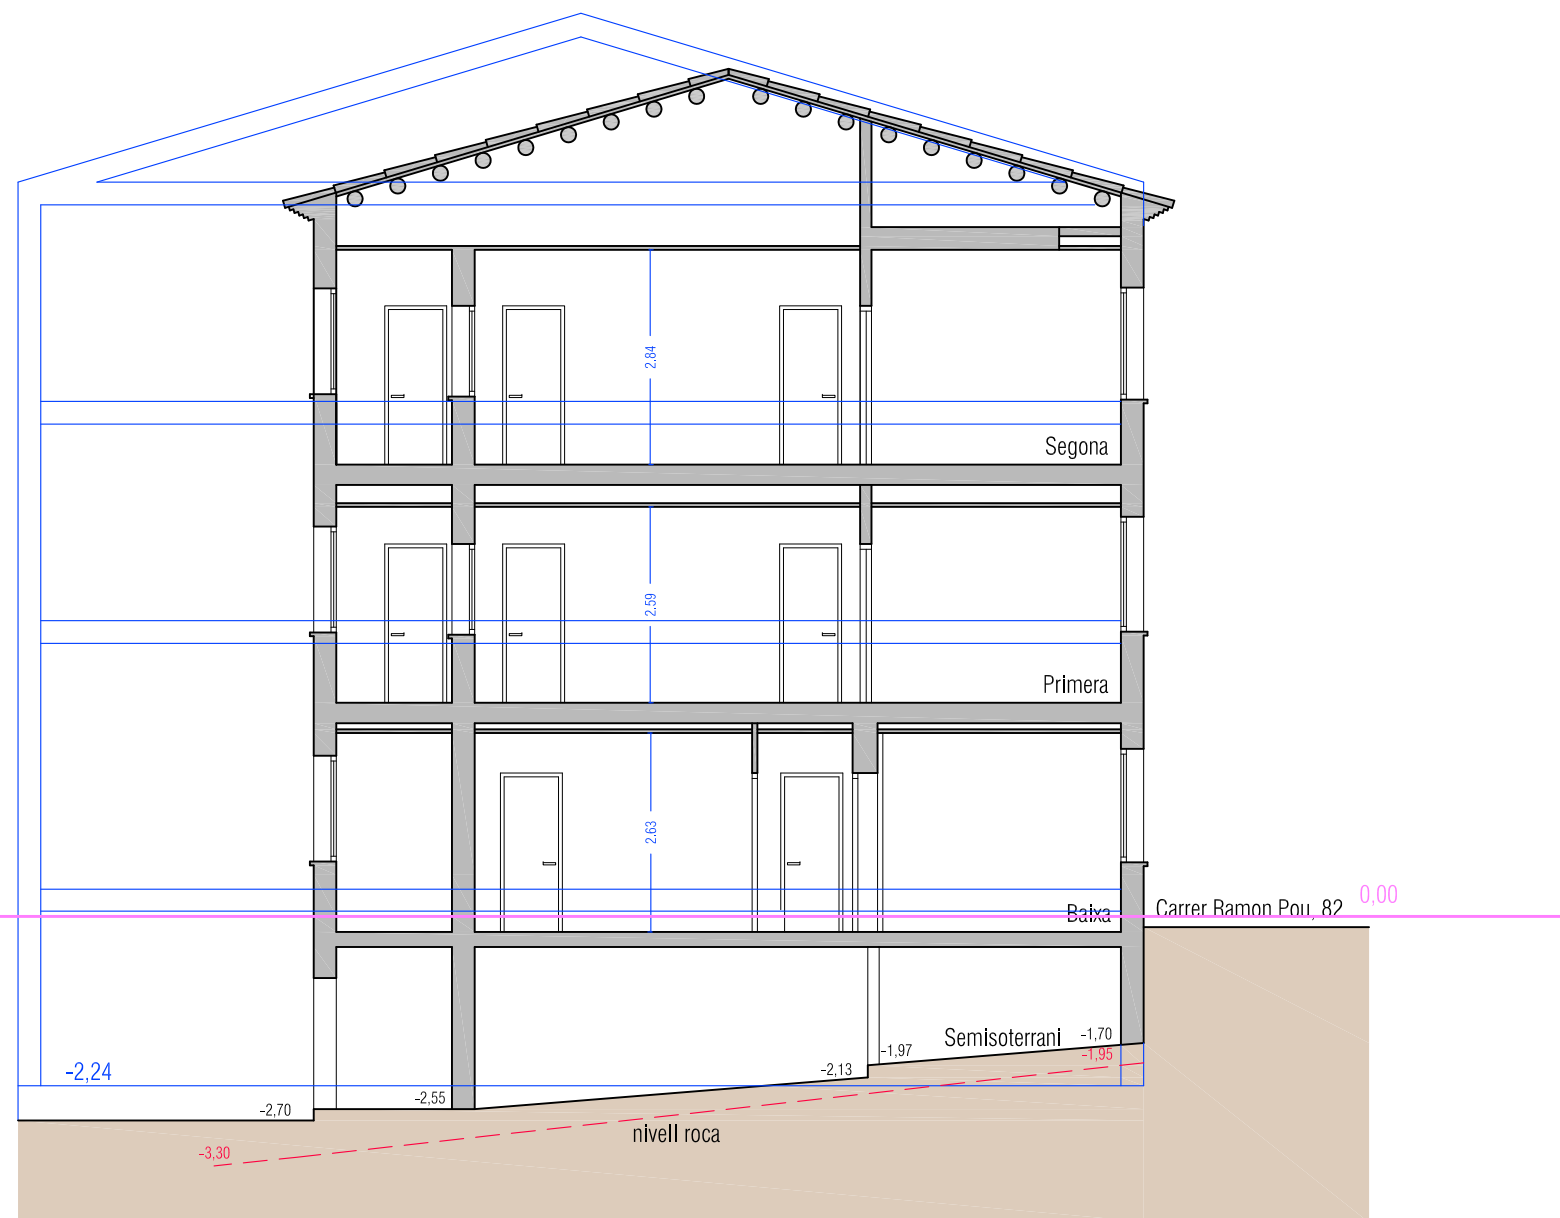 2.84
Segona
2.59
Primera
2.63
0,00
Baixa
Carrer Ramon Pou, 82
Semisoterrani
-1,70
-1,97
-1,95
-2,24
-2,13
-2,55
-2,70
nivell roca
-3,30